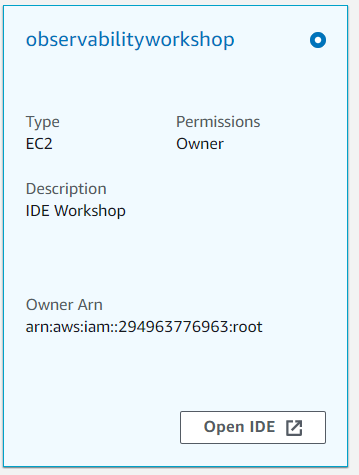 observabilityworkshop
Type
Permissions
EC2
Owner
Description
IDE Workshop
Owner Arn
arn:aws:iam::294963776963:root
Open IDE